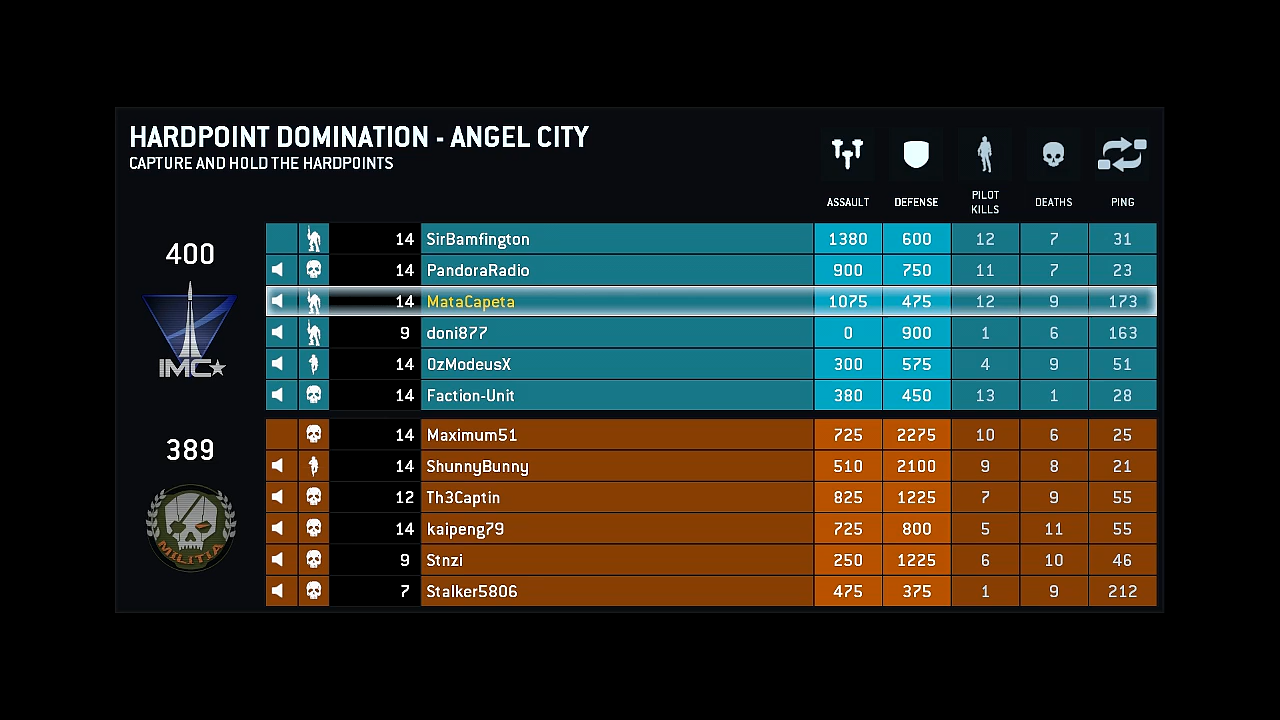 HARDPOINT DOMINATION - ANGEL CITY
CAPTURE AND HOLD THE HARDPOINTS
ASSAULT DEFENSE PILOT KILLS DEATHS PING
400
IMC
14 SirBamfington 1380 600 12 7 31
14 PandoraRadio 900 750 11 7 23
14 MataCapeta 1075 475 12 9 173
9 doni877 0 900 1 6 163
14 OzModeusX 300 575 4 9 51
14 Faction-Unit 380 450 13 1 28
389
MILITIA
14 Maximum51 725 2275 10 6 25
14 ShunnyBunny 510 2100 9 8 21
12 Th3Captin 825 1225 7 9 55
14 kaipeng79 725 800 5 11 55
9 Stnzi 250 1225 6 10 46
7 Stalker5806 475 375 1 9 212